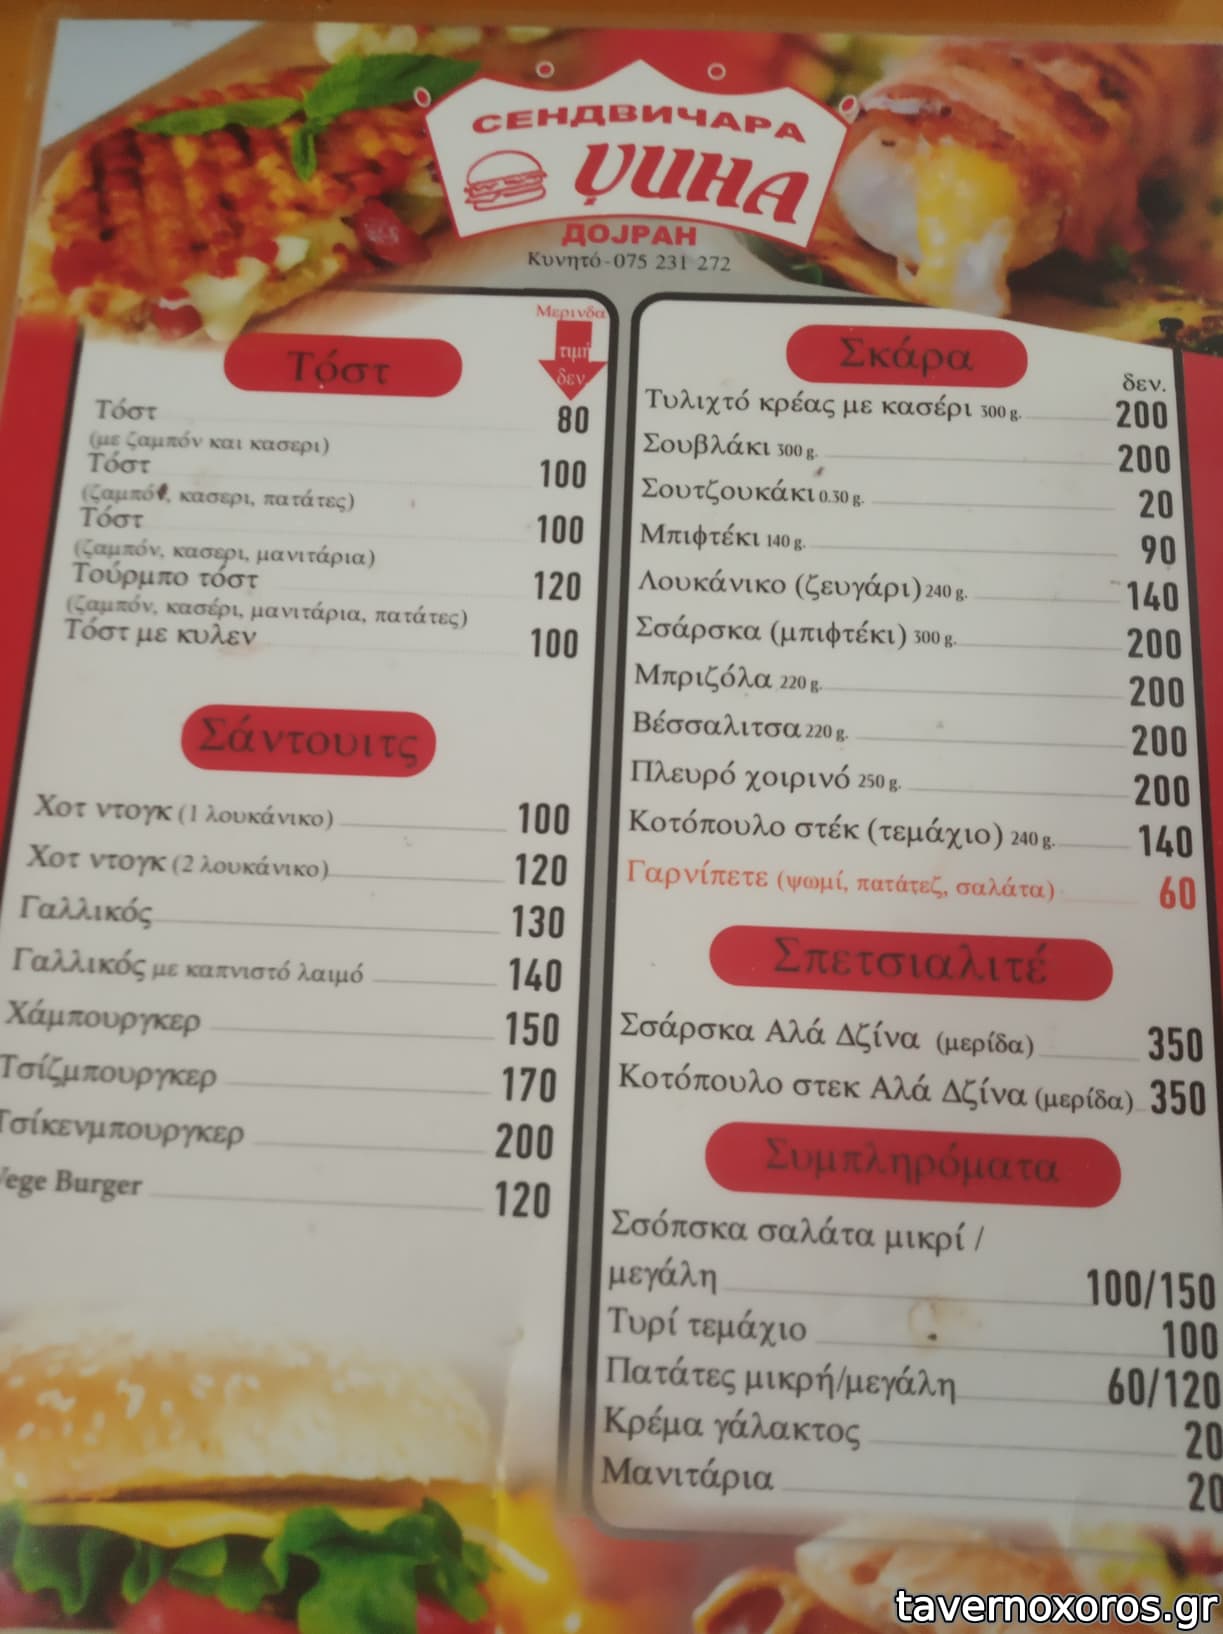 СЕНДВИЧАРА
ЏИНА
ДОЈРАН
Κυνητό-075 231 272
Μερινδα
τιμή
δεν.
Τόστ
Τόστ 80
(με ζαμπόν και κασερι)
Τόστ 100
(ζαμπόν, κασερι, πατάτες)
Τόστ 100
(ζαμπόν, κασερι, μανιτάρια)
Τούρμπο τόστ 120
(ζαμπόν, κασέρι, μανιτάρια, πατάτες)
Τόστ με κυλεν 100
Σάντουιτς
Χοτ ντογκ (1 λουκάνικο) 100
Χοτ ντογκ (2 λουκάνικο) 120
Γαλλικός 130
Γαλλικός με καπνιστό λαιμό 140
Χάμπουργκερ 150
Τσίζμπουργκερ 170
Τσίκενμπουργκερ 200
Vege Burger 120
Σκάρα
δεν.
Τυλιχτό κρέας με κασέρι 300 g. 200
Σουβλάκι 300 g. 200
Σουτζουκάκι 0.30 g. 20
Μπιφτέκι 140 g. 90
Λουκάνικο (ζευγάρι) 240 g. 140
Σσάρσκα (μπιφτέκι) 300 g. 200
Μπριζόλα 220 g. 200
Βέσσαλιτσα 220 g. 200
Πλευρό χοιρινό 250 g. 200
Κοτόπουλο στέκ (τεμάχιο) 240 g. 140
Γαρνίπετε (ψωμί, πατάτεζ, σαλάτα) 60
Σπετσιαλιτέ
Σσάρσκα Αλά Δζίνα (μερίδα) 350
Κοτόπουλο στεκ Αλά Δζίνα (μερίδα) 350
Συμπληρόματα
Σσόπσκα σαλάτα μικρί /
μεγάλη 100/150
Τυρί τεμάχιο 100
Πατάτες μικρή/μεγάλη 60/120
Κρέμα γάλακτος 20
Μανιτάρια 20
tavernoxoros.gr